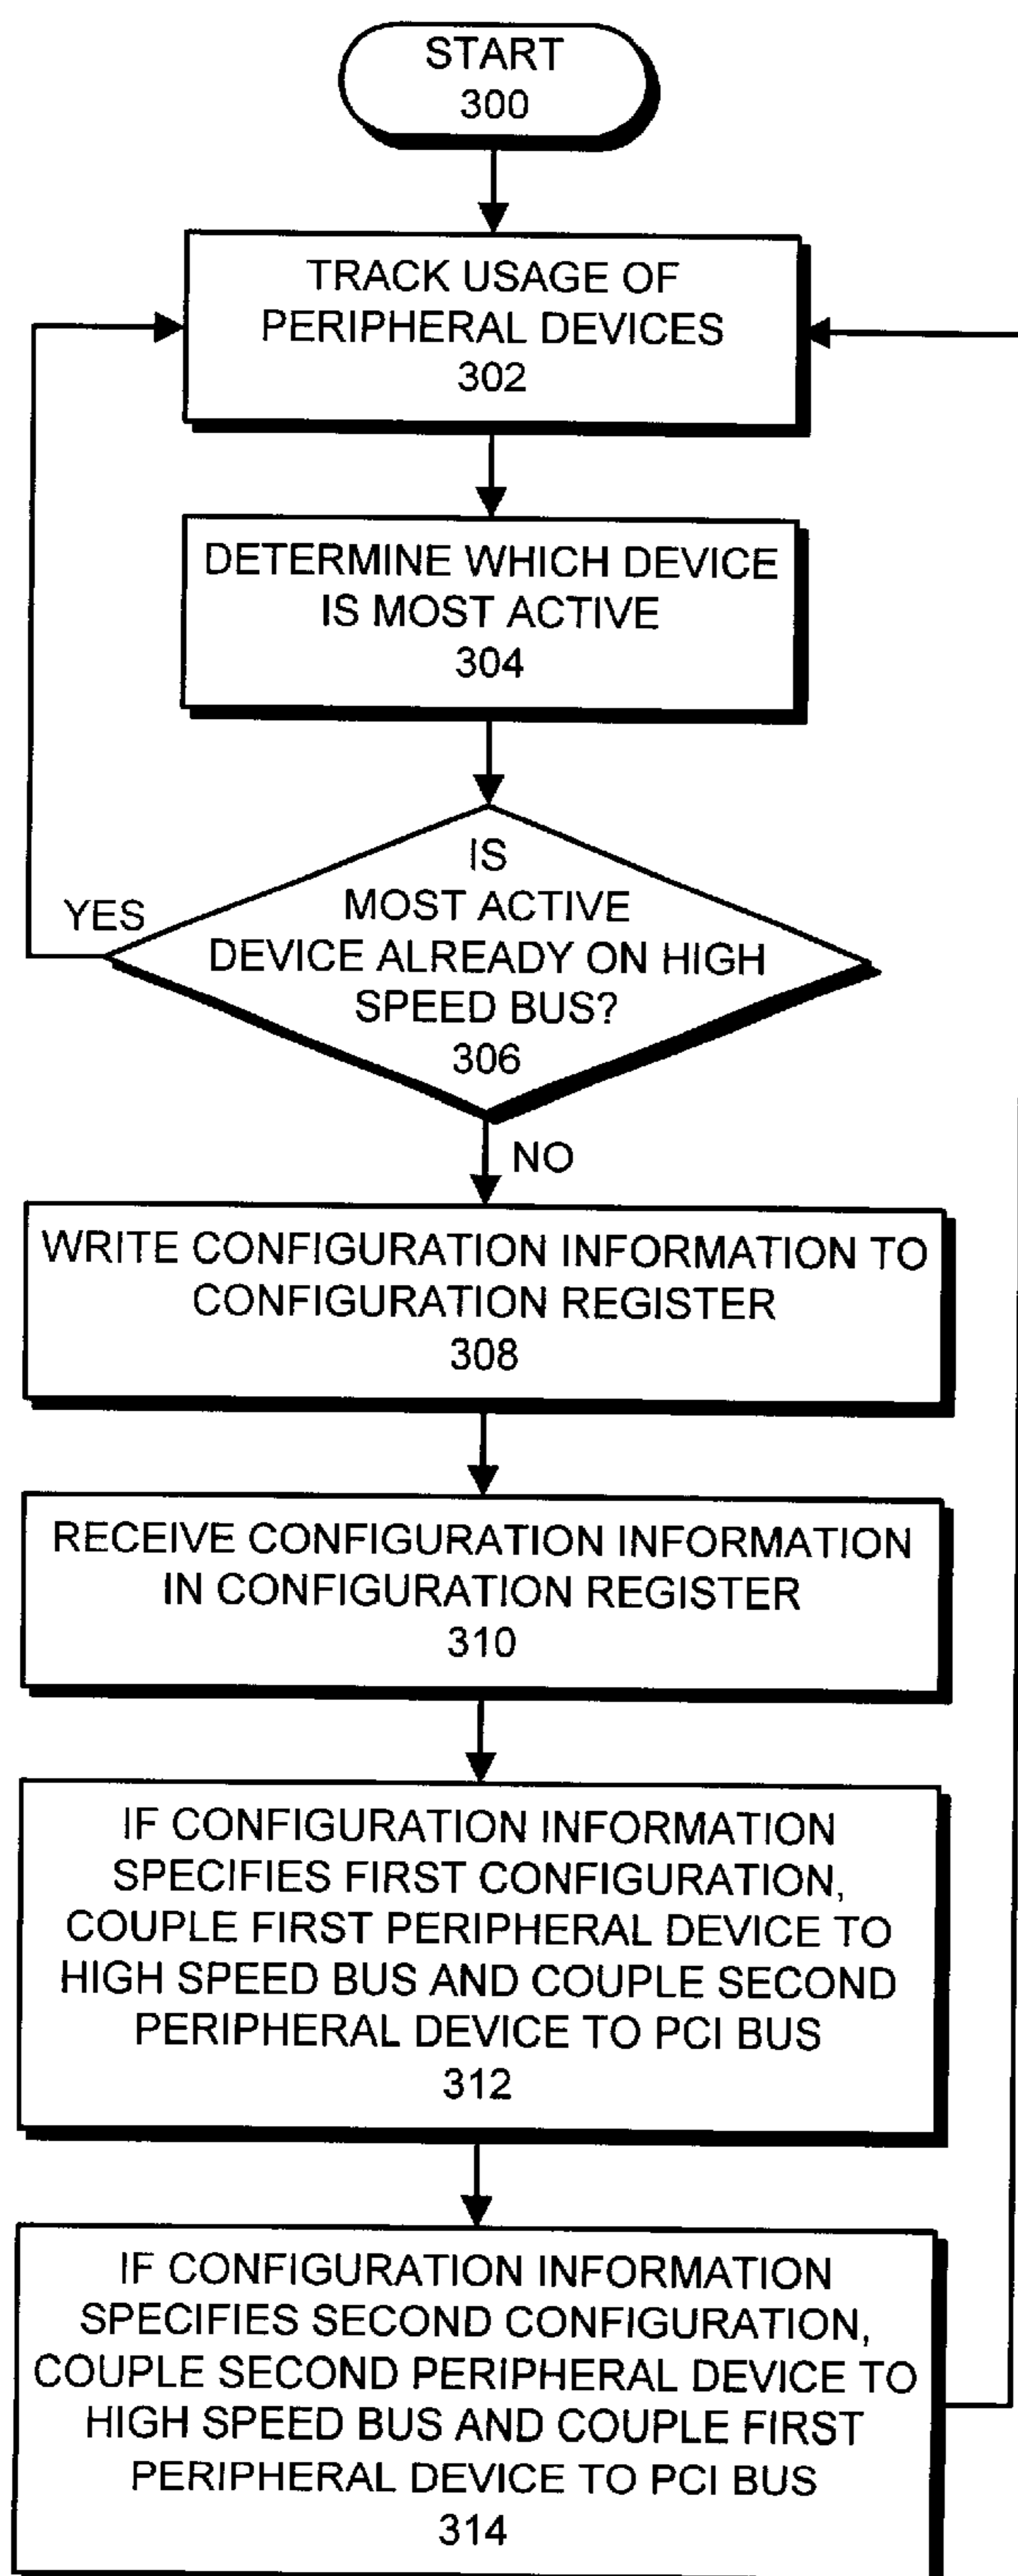 START
300
TRACK USAGE OF
PERIPHERAL DEVICES
302
DETERMINE WHICH DEVICE
IS MOST ACTIVE
304
IS
MOST ACTIVE
DEVICE ALREADY ON HIGH
SPEED BUS?
306
YES
NO
WRITE CONFIGURATION INFORMATION TO
CONFIGURATION REGISTER
308
RECEIVE CONFIGURATION INFORMATION
IN CONFIGURATION REGISTER
310
IF CONFIGURATION INFORMATION
SPECIFIES FIRST CONFIGURATION,
COUPLE FIRST PERIPHERAL DEVICE TO
HIGH SPEED BUS AND COUPLE SECOND
PERIPHERAL DEVICE TO PCI BUS
312
IF CONFIGURATION INFORMATION
SPECIFIES SECOND CONFIGURATION,
COUPLE SECOND PERIPHERAL DEVICE TO
HIGH SPEED BUS AND COUPLE FIRST
PERIPHERAL DEVICE TO PCI BUS
314